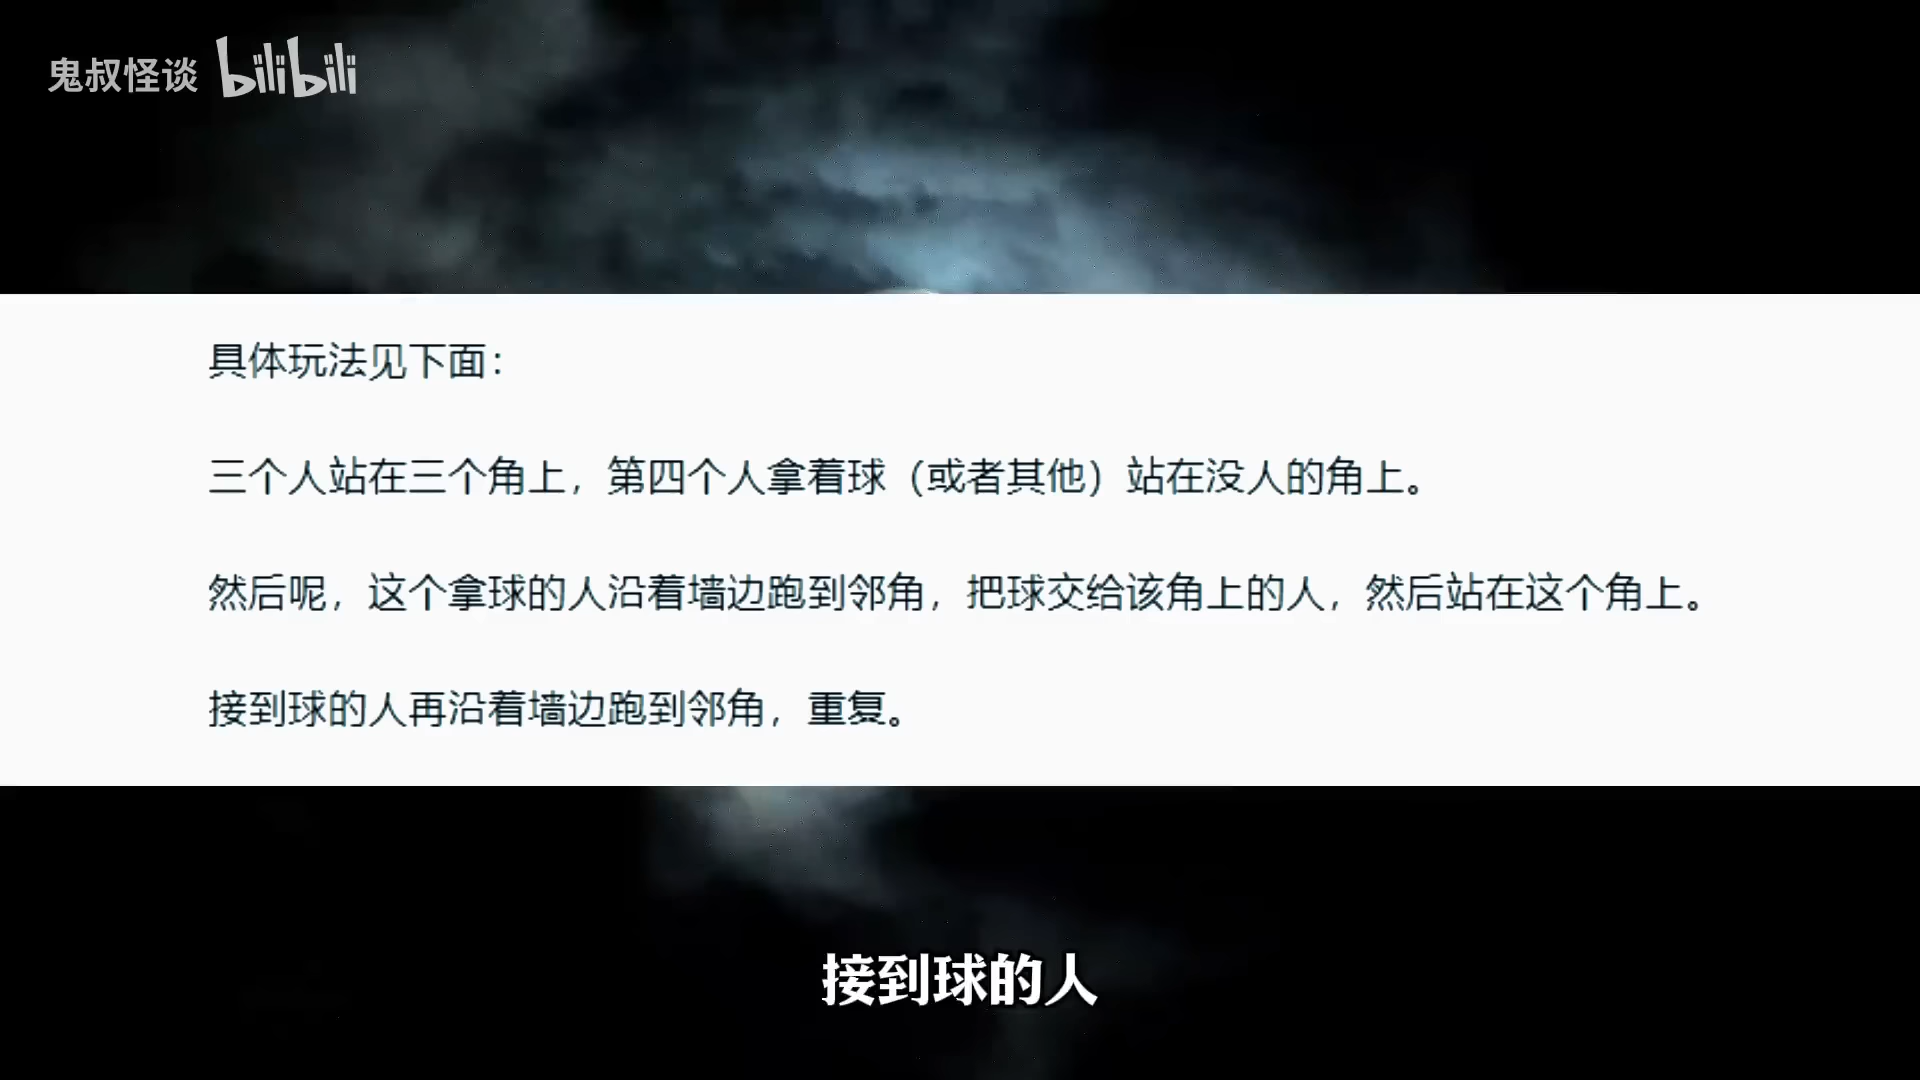 鬼叔怪谈 bilibili
具体玩法见下面：
三个人站在三个角上，第四个人拿着球（或者其他）站在没人的角上。
然后呢，这个拿球的人沿着墙边跑到邻角，把球交给该角上的人，然后站在这个角上。
接到球的人再沿着墙边跑到邻角，重复。
接到球的人